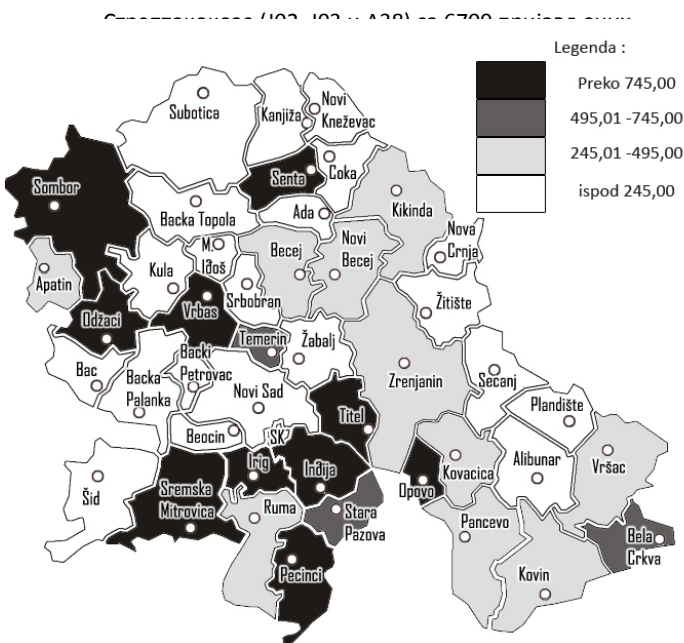 Legenda :
Preko 745,00
495,01 -745,00
245,01 -495,00
ispod 245,00
Subotica
Kanjiža
Novi
Kneževac
Senta
Coka
Sombor
Backa Topola
Ada
Kikinda
Nova
Crnja
Apatin
Kula
M.
Iđoš
Becej
Novi
Becej
Srbobran
Žitište
Odžaci
Vrbas
Temerin
Žabalj
Bac
Backa
Palanka
Backi
Petrovac
Novi Sad
Zrenjanin
Secanj
Titel
Plandište
Beocin
SK
Irig
Inđija
Opovo
Kovacica
Alibunar
Vršac
Šid
Sremska
Mitrovica
Ruma
Stara
Pazova
Pancevo
Bela
Crkva
Pecinci
Kovin